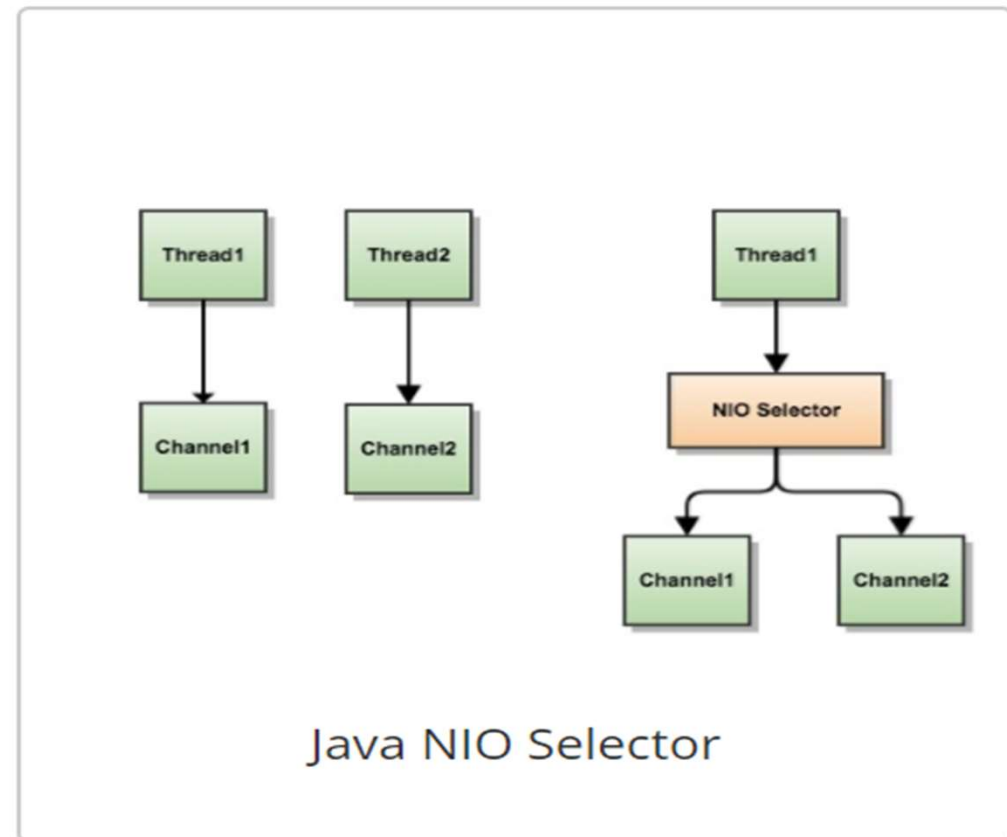 Thread1
Thread2
Thread1
NIO Selector
Channel1
Channel2
Channel1
Channel2
Java NIO Selector